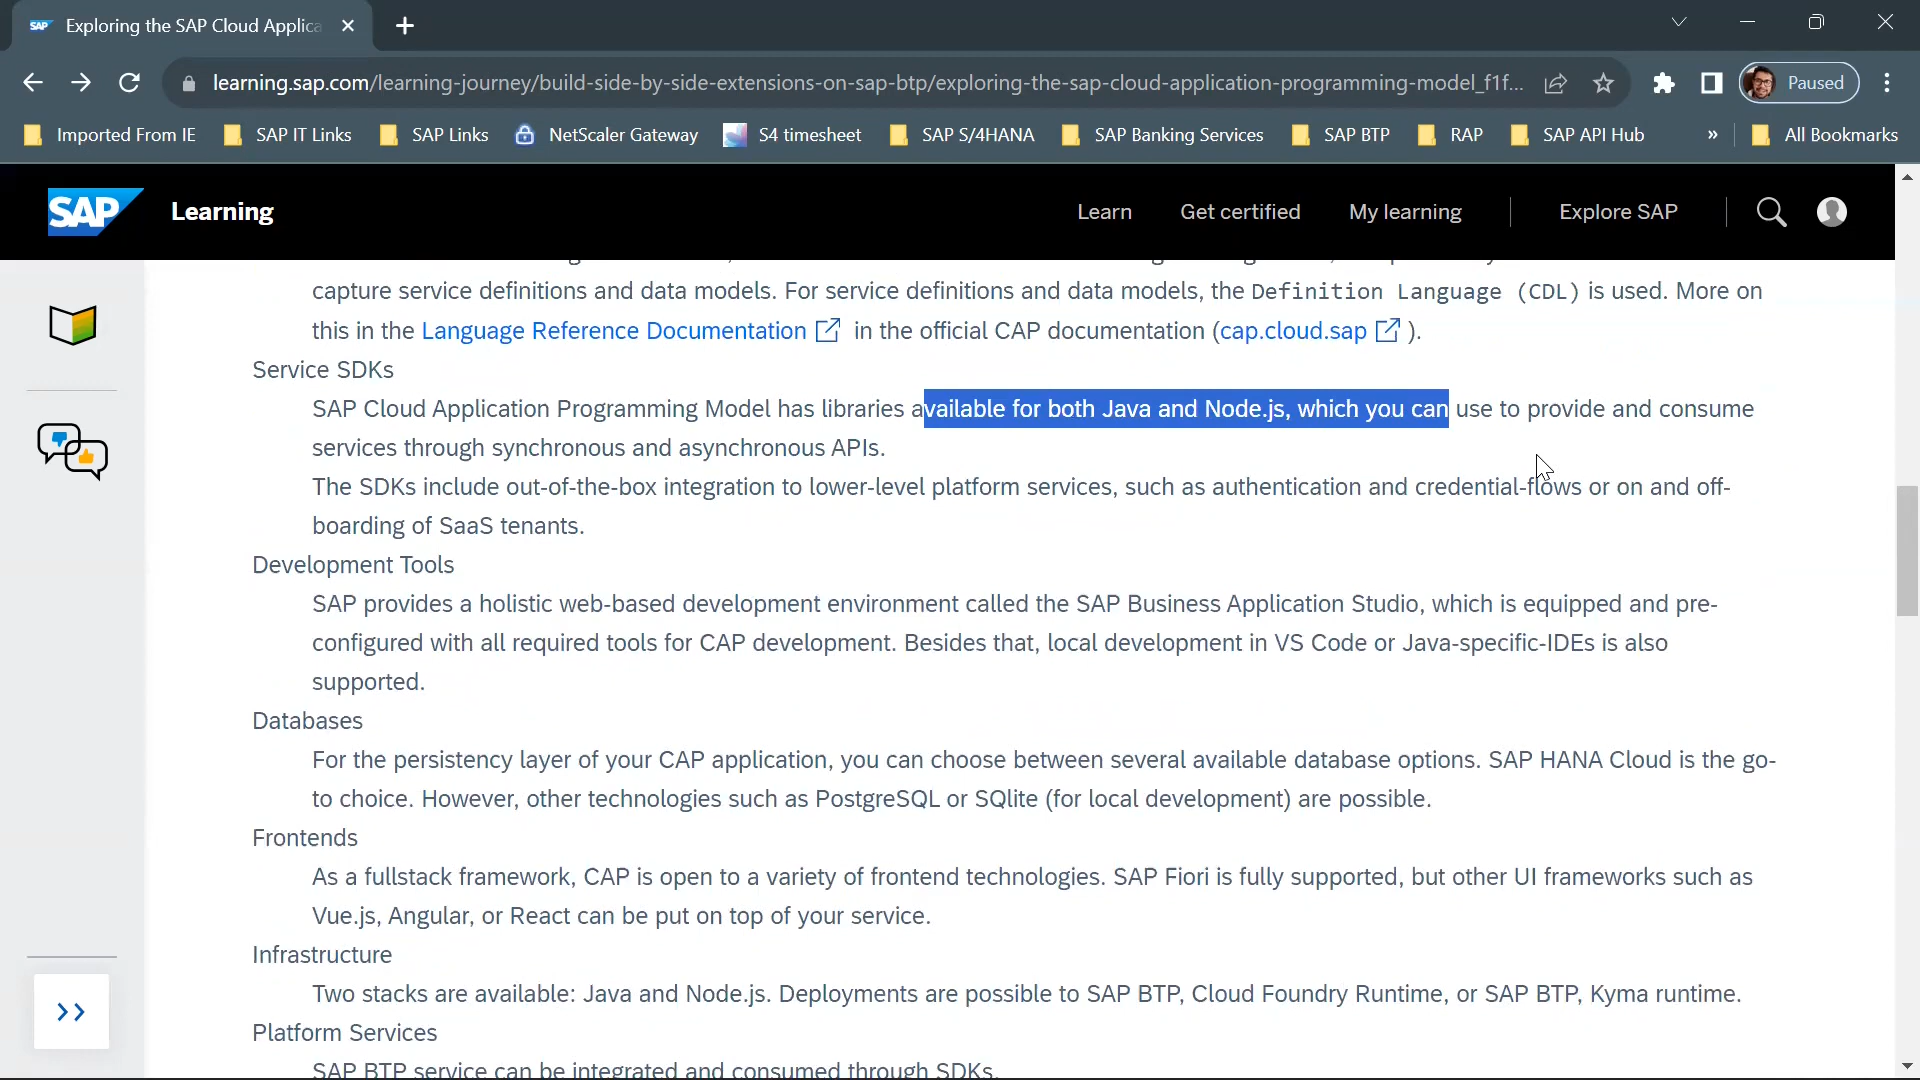 SAP Exploring the SAP Cloud Applica
learning.sap.com/learning-journey/build-side-by-side-extensions-on-sap-btp/exploring-the-sap-cloud-application-programming-model_f1f... Paused
Imported From IE SAP IT Links SAP Links NetScaler Gateway S4 timesheet SAP S/4HANA SAP Banking Services SAP BTP RAP SAP API Hub » All Bookmarks
SAP Learning Learn Get certified My learning Explore SAP
capture service definitions and data models. For service definitions and data models, the Definition Language (CDL) is used. More on
this in the Language Reference Documentation in the official CAP documentation (cap.cloud.sap ).
Service SDKs
SAP Cloud Application Programming Model has libraries available for both Java and Node.js, which you can use to provide and consume
services through synchronous and asynchronous APIs.
The SDKs include out-of-the-box integration to lower-level platform services, such as authentication and credential-flows or on and off-
boarding of SaaS tenants.
Development Tools
SAP provides a holistic web-based development environment called the SAP Business Application Studio, which is equipped and pre-
configured with all required tools for CAP development. Besides that, local development in VS Code or Java-specific-IDEs is also
supported.
Databases
For the persistency layer of your CAP application, you can choose between several available database options. SAP HANA Cloud is the go-
to choice. However, other technologies such as PostgreSQL or SQlite (for local development) are possible.
Frontends
As a fullstack framework, CAP is open to a variety of frontend technologies. SAP Fiori is fully supported, but other UI frameworks such as
Vue.js, Angular, or React can be put on top of your service.
Infrastructure
Two stacks are available: Java and Node.js. Deployments are possible to SAP BTP, Cloud Foundry Runtime, or SAP BTP, Kyma runtime.
Platform Services
SAP BTP service can be integrated and consumed through SDKs.